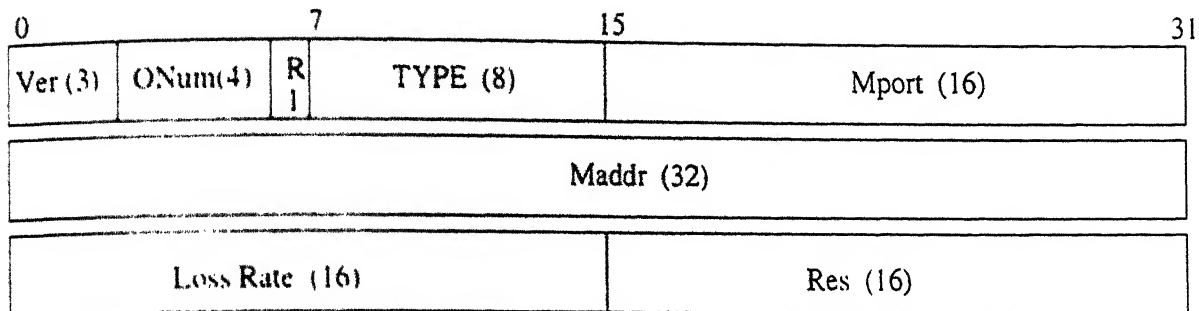 0 7 15 31
Ver (3) ONum(4) R 1 TYPE (8) Mport (16)
Maddr (32)
Loss Rate (16) Res (16)